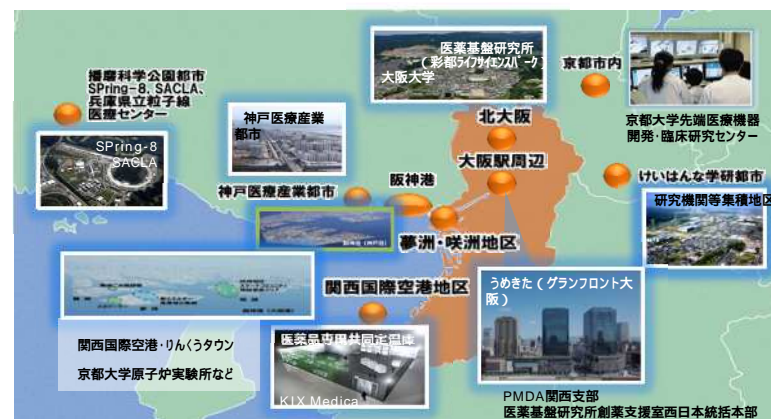 医薬基盤研究所
（彩都ライフサイエンスパーク）
大阪大学
京都市内
播磨科学公園都市
SPring-8、SACLA、
兵庫県立粒子線
医療センター
神戸医療産業
都市
北大阪
京都大学先端医療機器
開発・臨床研究センター
SPring-8
SACLA
大阪駅周辺
神戸医療産業都市
阪神港
けいはんな学研都市
研究機関等集積地区
夢洲・咲洲地区
関西国際空港地区
うめきた（グランフロント大
阪）
関西国際空港・りんくうタウン
京都大学原子炉実験所など
医薬品専用共同定温庫
KIX Medica
PMDA関西支部
医薬基盤研究所創薬支援室西日本統括本部